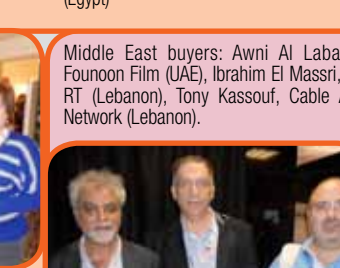 (Egypt)
Middle East buyers: Awni Al Laba
Founoon Film (UAE), Ibrahim El Massri,
RT (Lebanon), Tony Kassouf, Cable
Network (Lebanon).